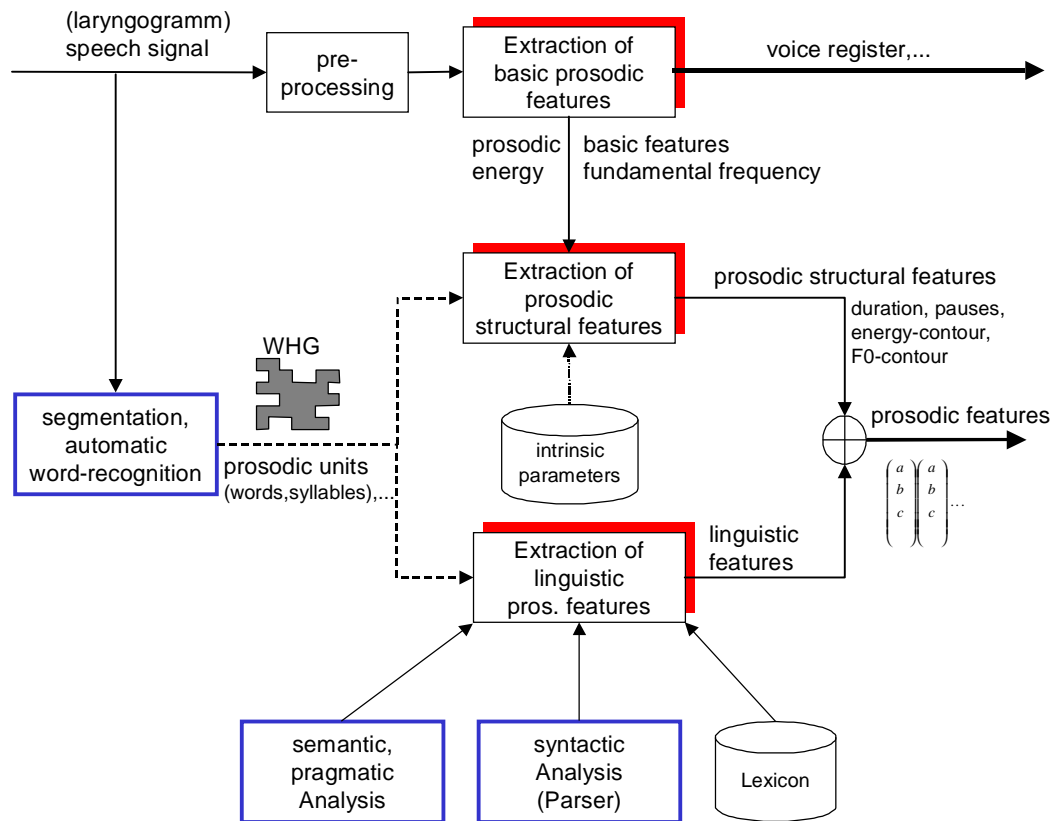 (laryngogramm)
speech signal
pre-
processing
Extraction of
basic prosodic
features
voice register,...
prosodic
energy
basic features
fundamental frequency
Extraction of
prosodic
structural features
prosodic structural features
duration, pauses,
energy-contour,
F0-contour
WHG
segmentation,
automatic
word-recognition
prosodic units
(words,syllables),...
intrinsic
parameters
prosodic features
a a
b b
c c
...
Extraction of
linguistic
pros. features
linguistic
features
semantic,
pragmatic
Analysis
syntactic
Analysis
(Parser)
Lexicon